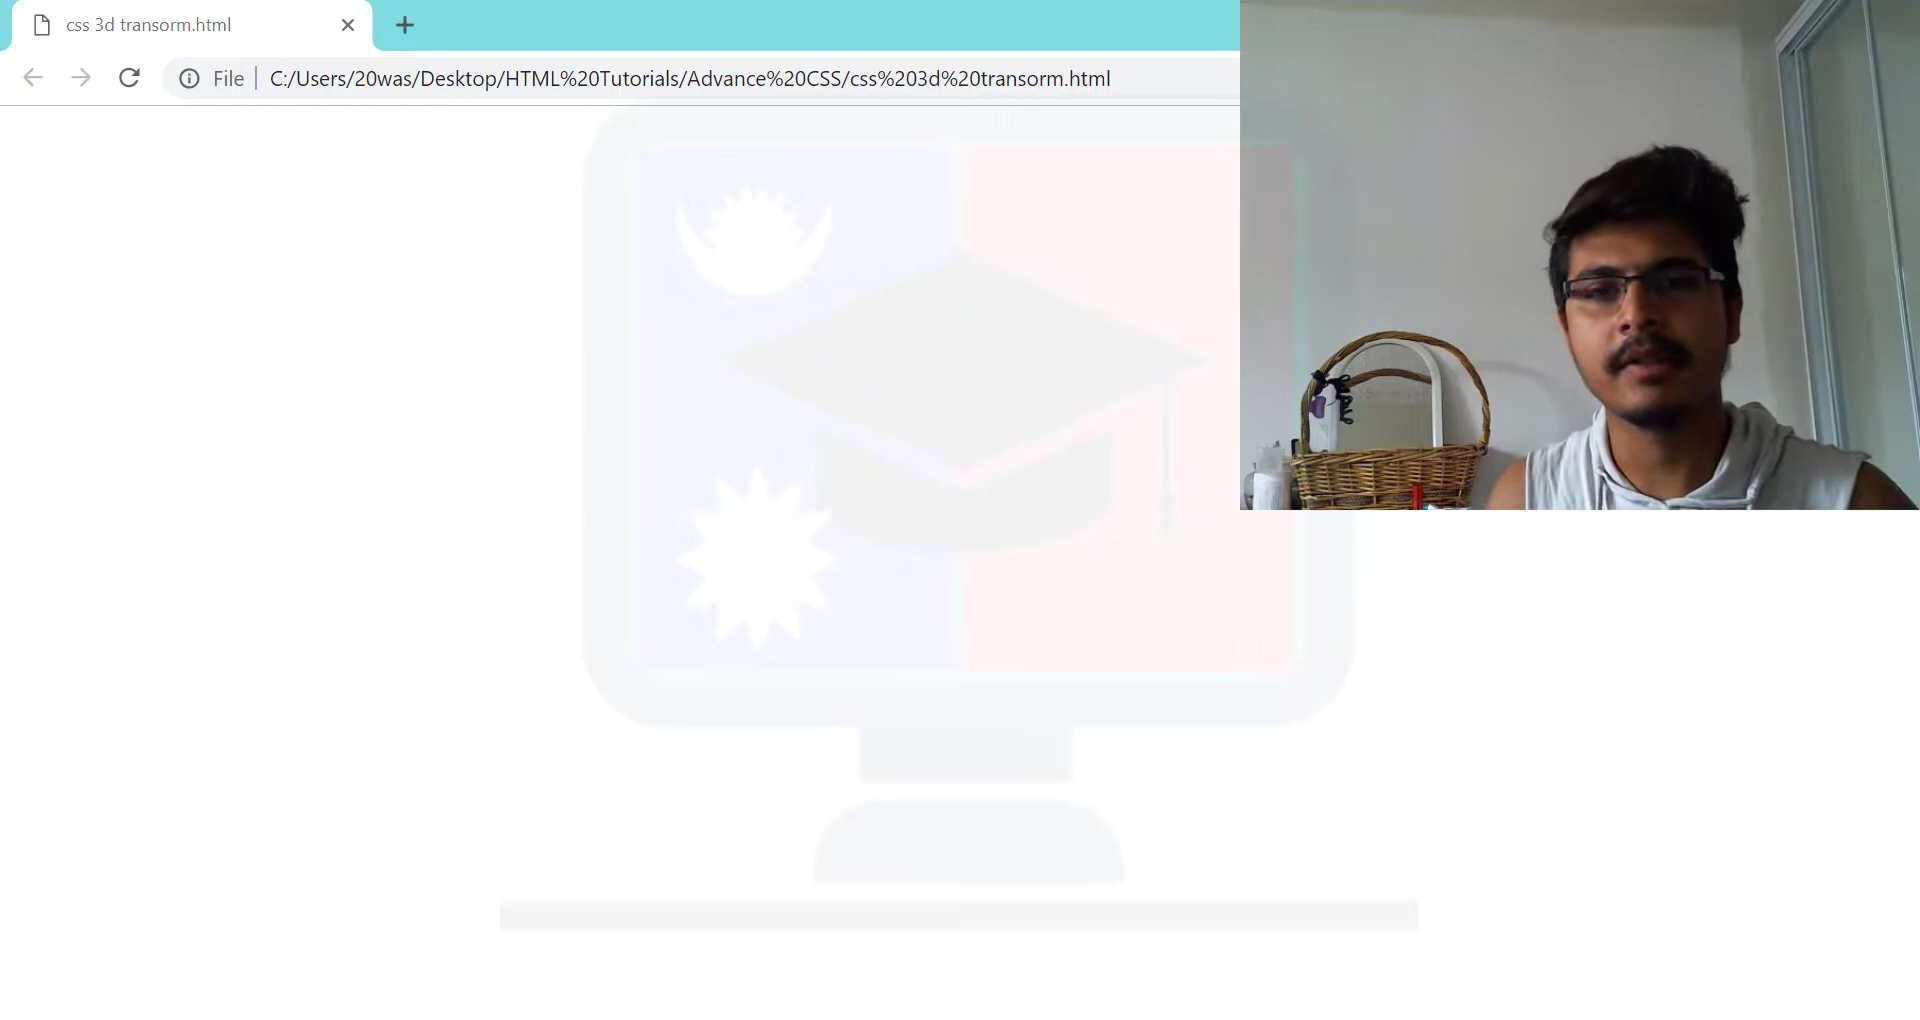 css 3d transorm.html
File
C:/Users/20was/Desktop/HTML%20Tutorials/Advance%20CSS/css%203d%20transorm.html